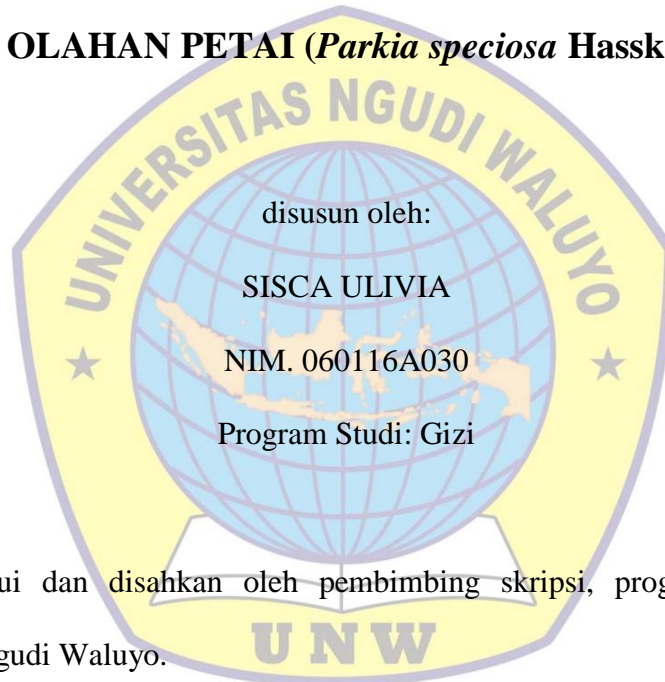 OLAHAN PETAI (Parkia speciosa Hassk
UNIVERSITAS NGUDI WALUYO
disusun oleh:
SISCA ULIVIA
NIM. 060116A030
Program Studi: Gizi
ui dan disahkan oleh pembimbing skripsi, prog
gudi Waluyo.
UNW